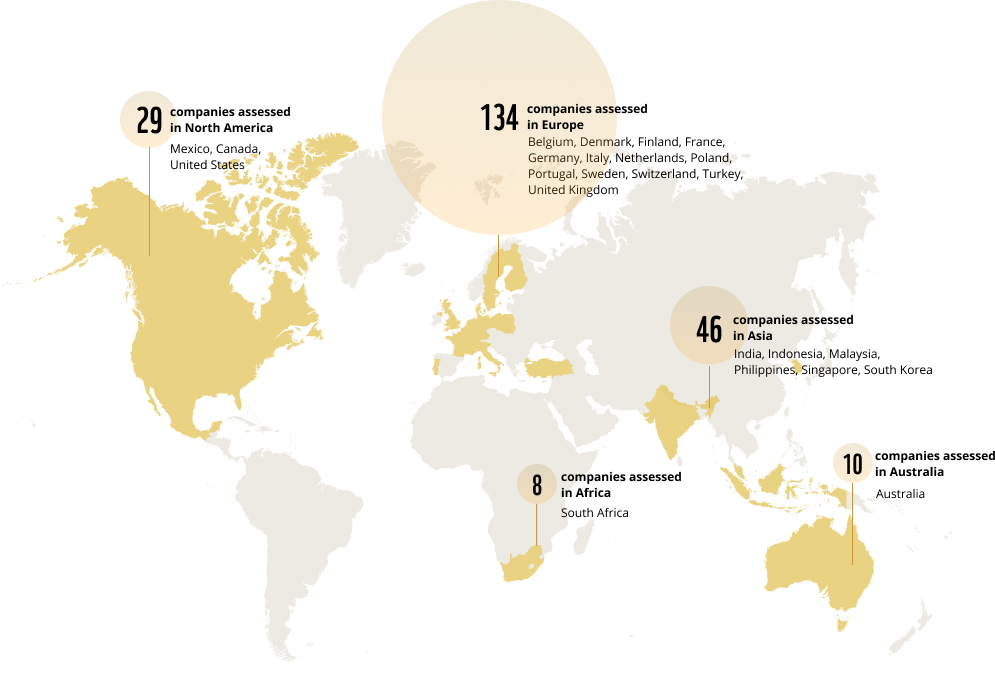 29
companies assessed
in North America
Mexico, Canada,
United States
134
companies assessed
in Europe
Belgium, Denmark, Finland, France,
Germany, Italy, Netherlands, Poland,
Portugal, Sweden, Switzerland, Turkey,
United Kingdom
46
companies assessed
in Asia
India, Indonesia, Malaysia,
Philippines, Singapore, South Korea
8
companies assessed
in Africa
South Africa
10
companies assessed
in Australia
Australia